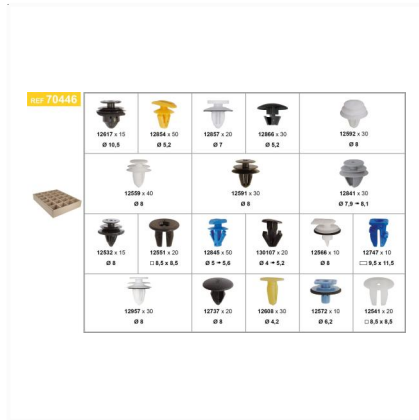 REF 70446
12617 x 15
Ø 10,5
12854 x 50
Ø 5,2
12857 x 20
Ø 7
12866 x 30
Ø 5,2
12592 x 30
Ø 8
12559 x 40
Ø 8
12591 x 30
Ø 8
12841 x 30
Ø 7,9 ➝ 8,1
12532 x 15
Ø 8
12551 x 20
□ 8,5 x 8,5
12845 x 50
Ø 5 ➝ 5,6
130107 x 20
Ø 4 ➝ 5,2
12566 x 10
Ø 8
12747 x 10
▭ 9,5 x 11,5
12957 x 30
Ø 8
12737 x 20
Ø 8
12608 x 30
Ø 4,2
12572 x 10
Ø 6,2
12541 x 20
□ 8,5 x 8,5